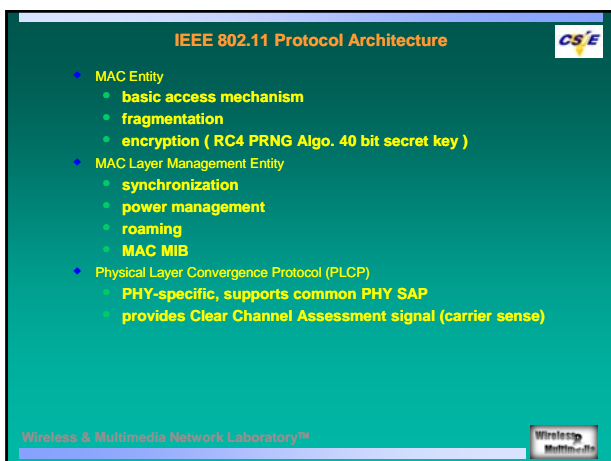 IEEE 802.11 Protocol Architecture
CS/E
MAC Entity
basic access mechanism
fragmentation
encryption ( RC4 PRNG Algo. 40 bit secret key )
MAC Layer Management Entity
synchronization
power management
roaming
MAC MIB
Physical Layer Convergence Protocol (PLCP)
PHY-specific, supports common PHY SAP
provides Clear Channel Assessment signal (carrier sense)
Wireless & Multimedia Network Laboratory™
Wireless
Multimedia